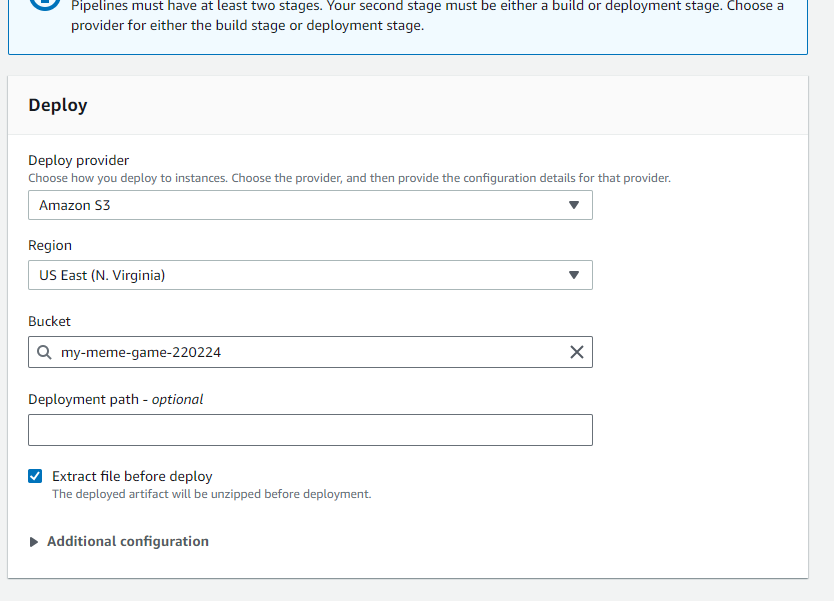 Pipelines must have at least two stages. Your second stage must be either a build or deployment stage. Choose a
provider for either the build stage or deployment stage.
Deploy
Deploy provider
Choose how you deploy to instances. Choose the provider, and then provide the configuration details for that provider.
Amazon S3
Region
US East (N. Virginia)
Bucket
my-meme-game-220224
Deployment path - optional
Extract file before deploy
The deployed artifact will be unzipped before deployment.
Additional configuration